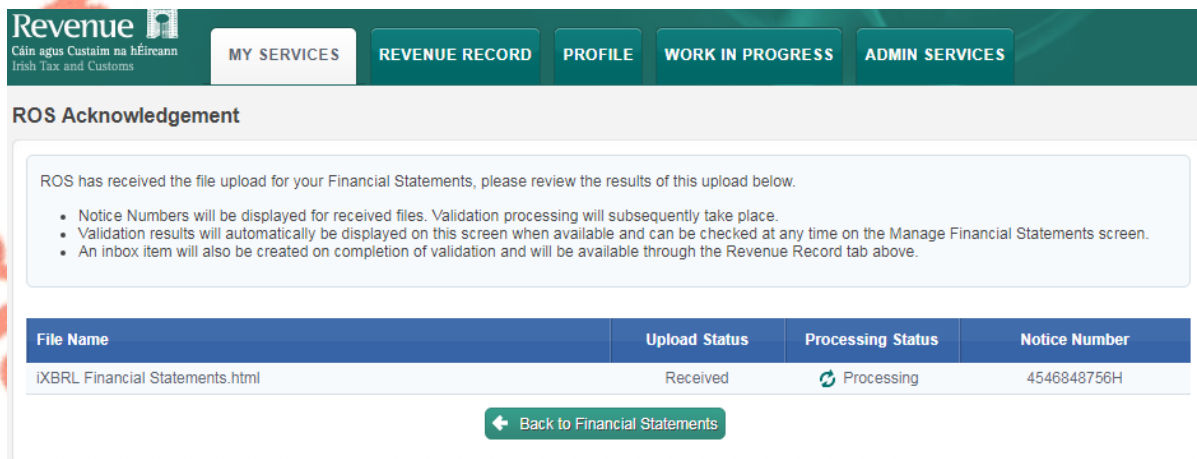 Revenue
Cáin agus Custaim na hÉireann
Irish Tax and Customs
MY SERVICES
REVENUE RECORD
PROFILE
WORK IN PROGRESS
ADMIN SERVICES
ROS Acknowledgement
ROS has received the file upload for your Financial Statements, please review the results of this upload below.
• Notice Numbers will be displayed for received files. Validation processing will subsequently take place.
• Validation results will automatically be displayed on this screen when available and can be checked at any time on the Manage Financial Statements screen.
• An inbox item will also be created on completion of validation and will be available through the Revenue Record tab above.
File Name Upload Status Processing Status Notice Number
iXBRL Financial Statements.html Received Processing 4546848756H
Back to Financial Statements